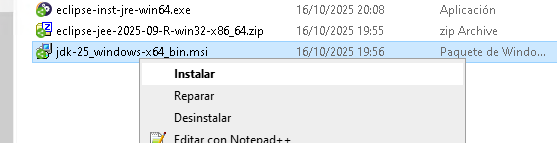 eclipse-inst-jre-win64.exe 16/10/2025 20:08 Aplicación
eclipse-jee-2025-09-R-win32-x86_64.zip 16/10/2025 19:55 zip Archive
jdk-25_windows-x64_bin.msi 16/10/2025 19:56 Paquete de Windo...
Instalar
Reparar
Desinstalar
Editar con Notepad++